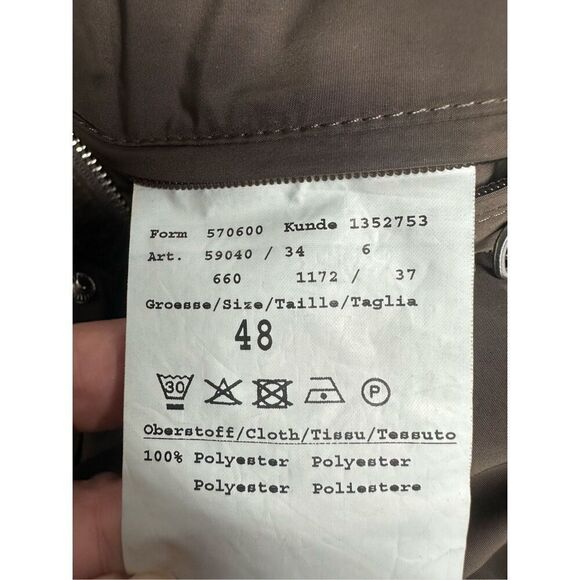 Form 570600 Kunde 1352753
Art. 59040 / 34 6
660 1172 / 37
Groesse/Size/Taille/Taglia
48
30 P
Oberstoff/Cloth/Tissu/Tessuto
100% Polyester Polyester
Polyester Poliestere